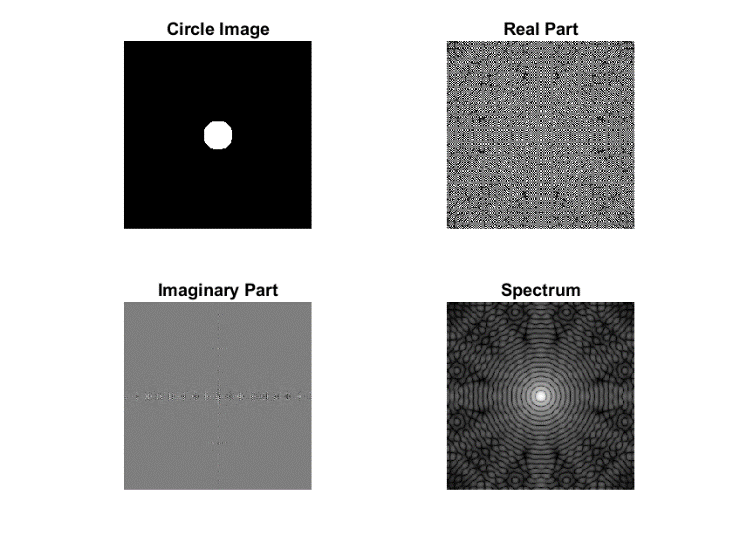 Circle Image
Real Part
Imaginary Part
Spectrum